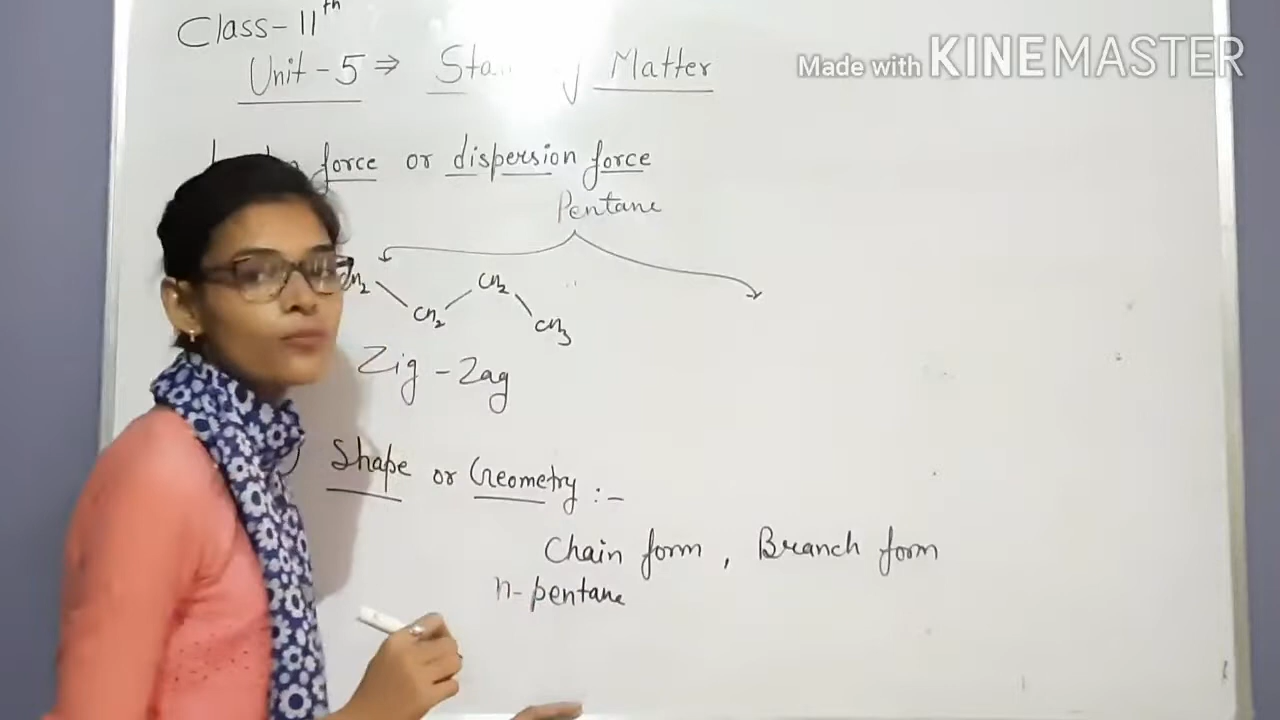 Class-11th
Made with KINEMASTER
Unit-5 ⇒ Matter
force or dispersion force
Pentane
CH2
CH2
CH2
CH3
Zig-Zag
Shape or Geometry :-
Chain form, Branch form
n-pentane